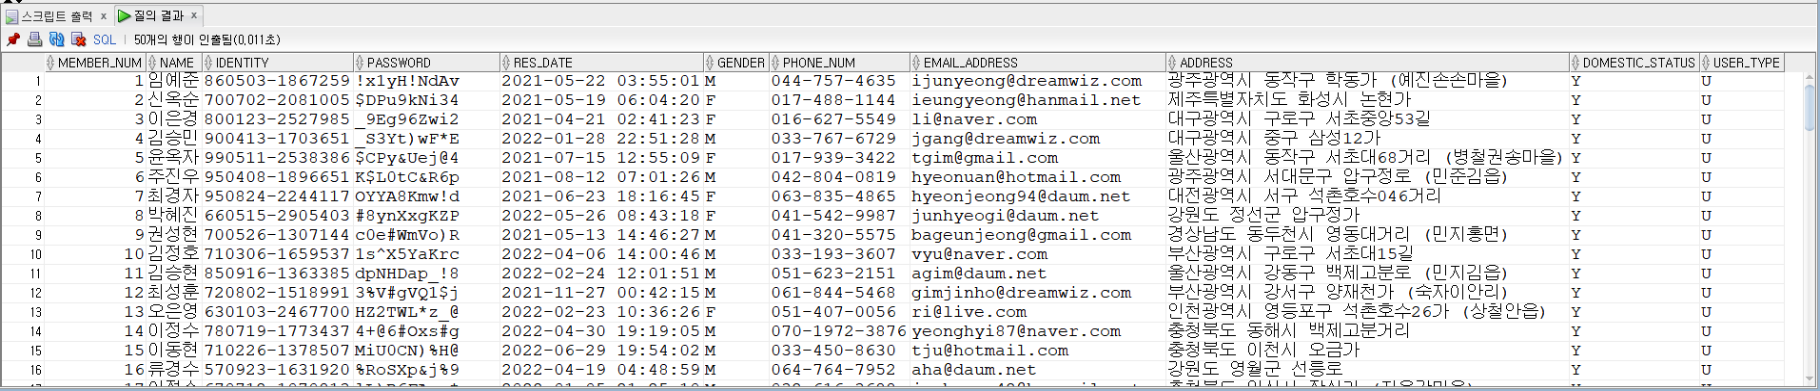 스크립트 출력 x 질의 결과 x
SQL | 50개의 행이 인출됨(0,011초)
MEMBER_NUM NAME IDENTITY PASSWORD RES_DATE GENDER PHONE_NUM EMAIL_ADDRESS ADDRESS DOMESTIC_STATUS USER_TYPE
1 1 임예준 860503-1867259 !x1yH!NdAv 2021-05-22 03:55:01 M 044-757-4635 ijunyeong@dreamwiz.com 광주광역시 동작구 학동가 (예진손손마을) Y U
2 2 신옥순 700702-2081005 $DPu9kNi34 2021-05-19 06:04:20 F 017-488-1144 ieungyeong@hanmail.net 제주특별자치도 화성시 논현가 Y U
3 3 이은경 800123-2527985 _9Eg96Zwi2 2021-04-21 02:41:23 F 016-627-5549 li@naver.com 대구광역시 구로구 서초중앙53길 Y U
4 4 김승민 900413-1703651 _S3Yt)wF*E 2022-01-28 22:51:28 M 033-767-6729 jgang@dreamwiz.com 대구광역시 중구 삼성12가 Y U
5 5 윤옥자 990511-2538386 $CPy&Uej@4 2021-07-15 12:55:09 F 017-939-3422 tgim@gmail.com 울산광역시 동작구 서초대68거리 (병철권송마을) Y U
6 6 주진우 950408-1896651 K$L0tC&R6p 2021-08-12 07:01:26 M 042-804-0819 hyeonuan@hotmail.com 광주광역시 서대문구 압구정로 (민준김읍) Y U
7 7 최경자 950824-2244117 OYYA8Kmw!d 2021-06-23 18:16:45 F 063-835-4865 hyeonjeong94@daum.net 대전광역시 서구 석촌호수046거리 Y U
8 8 박혜진 660515-2905403 #8ynXxgKZP 2022-05-26 08:43:18 F 041-542-9987 junhyeogi@daum.net 강원도 정선군 압구정가 Y U
9 9 권성현 700526-1307144 c0e#WmVo)R 2021-05-13 14:46:27 M 041-320-5575 bageunjeong@gmail.com 경상남도 동두천시 영동대거리 (민지홍면) Y U
10 10 김정호 710306-1659537 1s^X5YaKrc 2022-04-06 14:00:46 M 033-193-3607 vyu@naver.com 부산광역시 구로구 서초대15길 Y U
11 11 김승현 850916-1363385 dpNHDap_!8 2022-02-24 12:01:51 M 051-623-2151 agim@daum.net 울산광역시 강동구 백제고분로 (민지김읍) Y U
12 12 최성훈 720802-1518991 3%V#gVQ1$j 2021-11-27 00:42:15 M 061-844-5468 gimjinho@dreamwiz.com 부산광역시 강서구 양재천가 (숙자이안리) Y U
13 13 오은영 630103-2467700 HZ2TWL*z_@ 2022-02-23 10:36:26 F 051-407-0056 ri@live.com 인천광역시 영등포구 석촌호수26가 (상철안읍) Y U
14 14 이정수 780719-1773437 4+@6#Oxs#g 2022-04-30 19:19:05 M 070-1972-3876 yeonghyi87@naver.com 충청북도 동해시 백제고분거리 Y U
15 15 이동현 710226-1378507 MiU0CN)%H@ 2022-06-29 19:54:02 M 033-450-8630 tju@hotmail.com 충청북도 이천시 오금가 Y U
16 16 류경수 570923-1631920 %RoSXp&j%9 2022-04-19 04:48:59 M 064-764-7952 aha@daum.net 강원도 영월군 선릉로 Y U